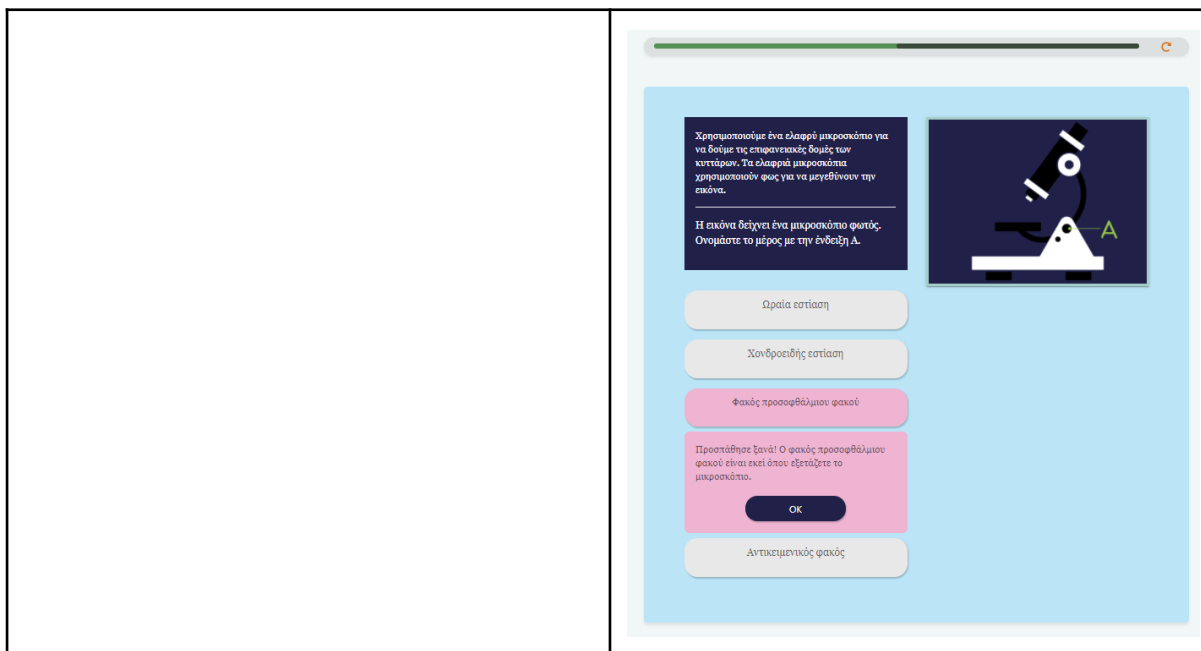 Χρησιμοποιούμε ένα ελαφρύ μικροσκόπιο για
να δούμε τις επιφανειακές δομές των
κυττάρων. Τα ελαφριά μικροσκόπια
χρησιμοποιούν φως για να μεγεθύνουν την
εικόνα.
Η εικόνα δείχνει ένα μικροσκόπιο φωτός.
Ονομάστε το μέρος με την ένδειξη Α.
A
Ωραία εστίαση
Χονδροειδής εστίαση
Φακός προσοφθάλμιου φακού
Προσπάθησε ξανά! Ο φακός προσοφθάλμιου
φακού είναι εκεί όπου εξετάζετε το
μικροσκόπιο.
OK
Αντικειμενικός φακός